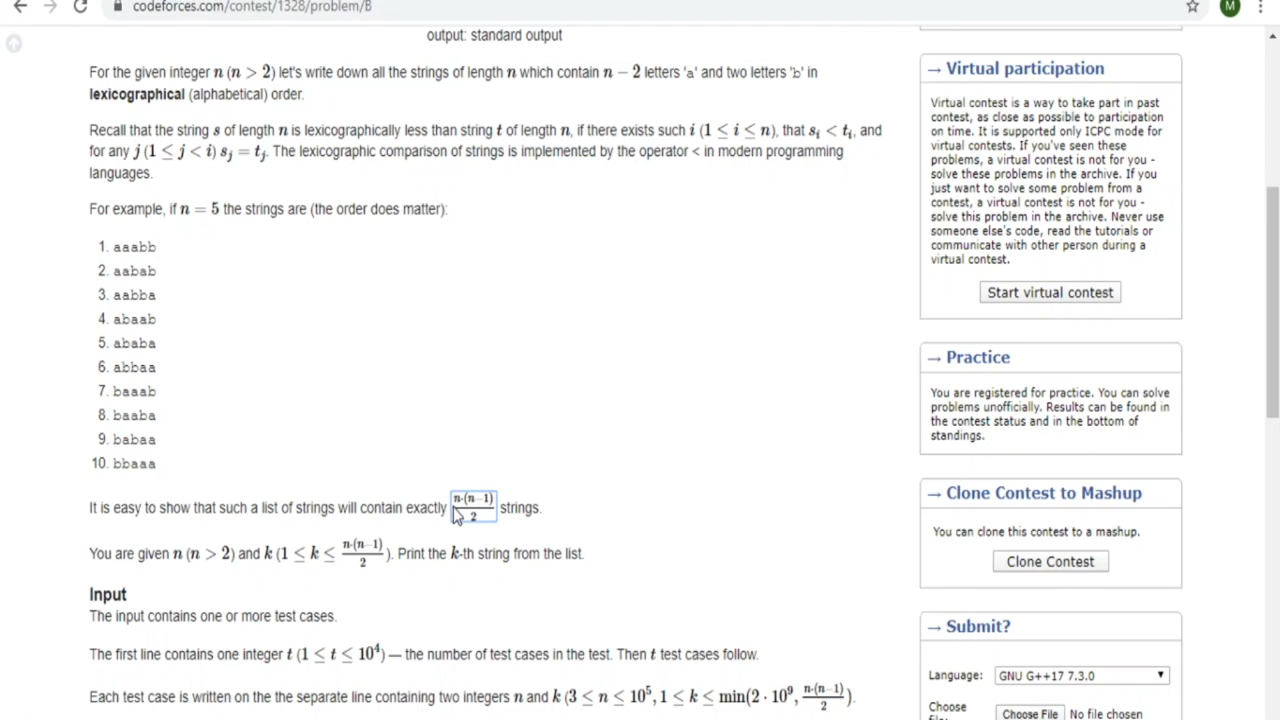 codeforces.com/contest/1328/problem/B
M
output: standard output
For the given integer n (n > 2) let's write down all the strings of length n which contain n − 2 letters 'a' and two letters 'b' in
lexicographical (alphabetical) order.
Recall that the string s of length n is lexicographically less than string t of length n, if there exists such i (1 ≤ i ≤ n), that sᵢ < tᵢ, and
for any j (1 ≤ j < i) sⱼ = tⱼ. The lexicographic comparison of strings is implemented by the operator < in modern programming
languages.
For example, if n = 5 the strings are (the order does matter):
1. aaabb
2. aabab
3. aabba
4. abaab
5. ababa
6. abbaa
7. baaab
8. baaba
9. babaa
10. bbaaa
It is easy to show that such a list of strings will contain exactly n·(n−1)/2 strings.
You are given n (n > 2) and k (1 ≤ k ≤ n·(n−1)/2). Print the k-th string from the list.
Input
The input contains one or more test cases.
The first line contains one integer t (1 ≤ t ≤ 10⁴) — the number of test cases in the test. Then t test cases follow.
Each test case is written on the the separate line containing two integers n and k (3 ≤ n ≤ 10⁵, 1 ≤ k ≤ min(2 · 10⁹, n·(n−1)/2).
→ Virtual participation
Virtual contest is a way to take part in past
contest, as close as possible to participation
on time. It is supported only ICPC mode for
virtual contests. If you've seen these
problems, a virtual contest is not for you -
solve these problems in the archive. If you
just want to solve some problem from a
contest, a virtual contest is not for you -
solve this problem in the archive. Never use
someone else's code, read the tutorials or
communicate with other person during a
virtual contest.
Start virtual contest
→ Practice
You are registered for practice. You can solve
problems unofficially. Results can be found in
the contest status and in the bottom of
standings.
→ Clone Contest to Mashup
You can clone this contest to a mashup.
Clone Contest
→ Submit?
Language: GNU G++17 7.3.0
Choose
Choose File No file chosen